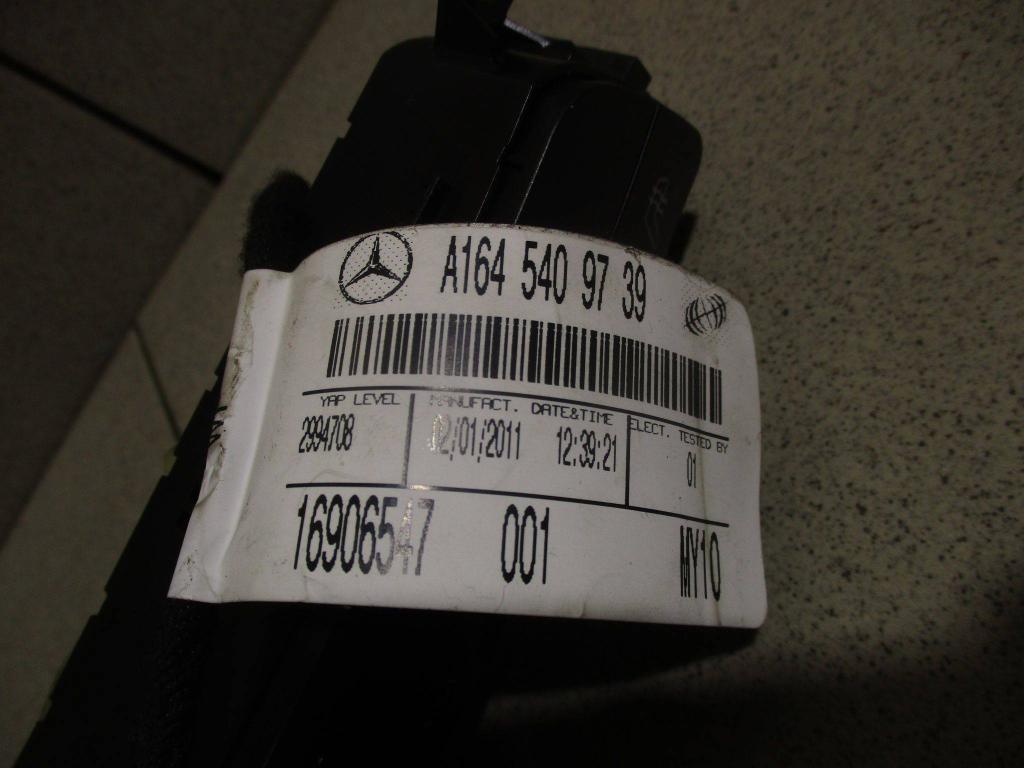 A164 540 97 39
YAP LEVEL MANUFACT. DATE&TIME ELECT. TESTED BY
2994708 02/01/2011 12:39:21 01
16906547 001 MY10